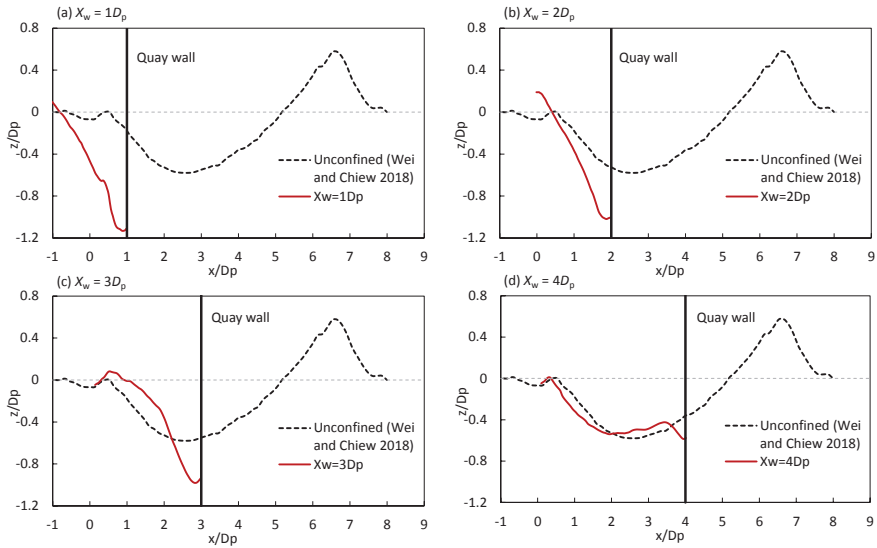 (a) Xw = 1Dp
0.8
0.4
0
-0.4
-0.8
-1.2
z/Dp
Quay wall
Unconfined (Wei
and Chiew 2018)
Xw=1Dp
-1 0 1 2 3 4 5 6 7 8 9
x/Dp
(b) Xw = 2Dp
0.8
0.4
0
-0.4
-0.8
-1.2
z/Dp
Quay wall
Unconfined (Wei
and Chiew 2018)
Xw=2Dp
-1 0 1 2 3 4 5 6 7 8 9
x/Dp
(c) Xw = 3Dp
0.8
0.4
0
-0.4
-0.8
-1.2
z/Dp
Quay wall
Unconfined (Wei
and Chiew 2018)
Xw=3Dp
-1 0 1 2 3 4 5 6 7 8 9
x/Dp
(d) Xw = 4Dp
0.8
0.4
0
-0.4
-0.8
-1.2
z/Dp
Quay wall
Unconfined (Wei
and Chiew 2018)
Xw=4Dp
-1 0 1 2 3 4 5 6 7 8 9
x/Dp